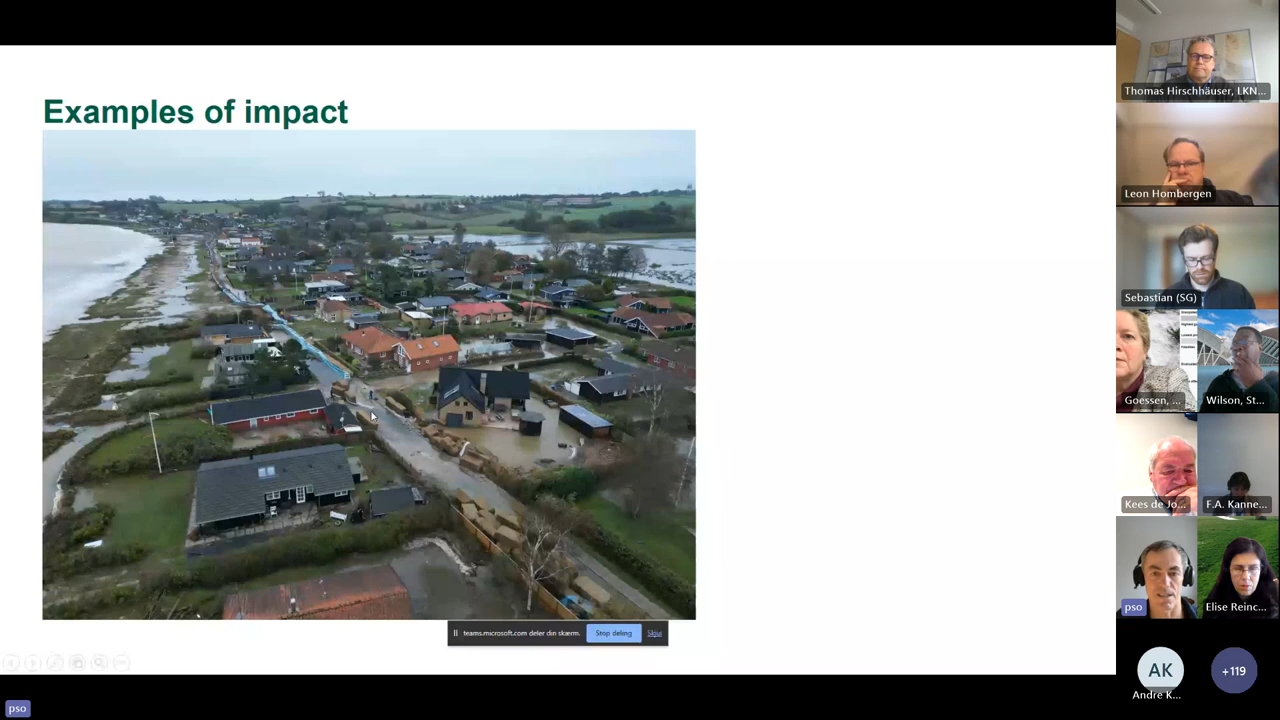 Examples of impact
teams.microsoft.com deler din skærm.
Stop deling
Skjul
pso
Thomas Hirschhäuser, LKN...
Leon Hombergen
Sebastian (SG)
Goessen, ...
Wilson, St...
Kees de Jo...
F.A. Kanne...
pso
Elise Reinc...
AK
Andre K...
+119